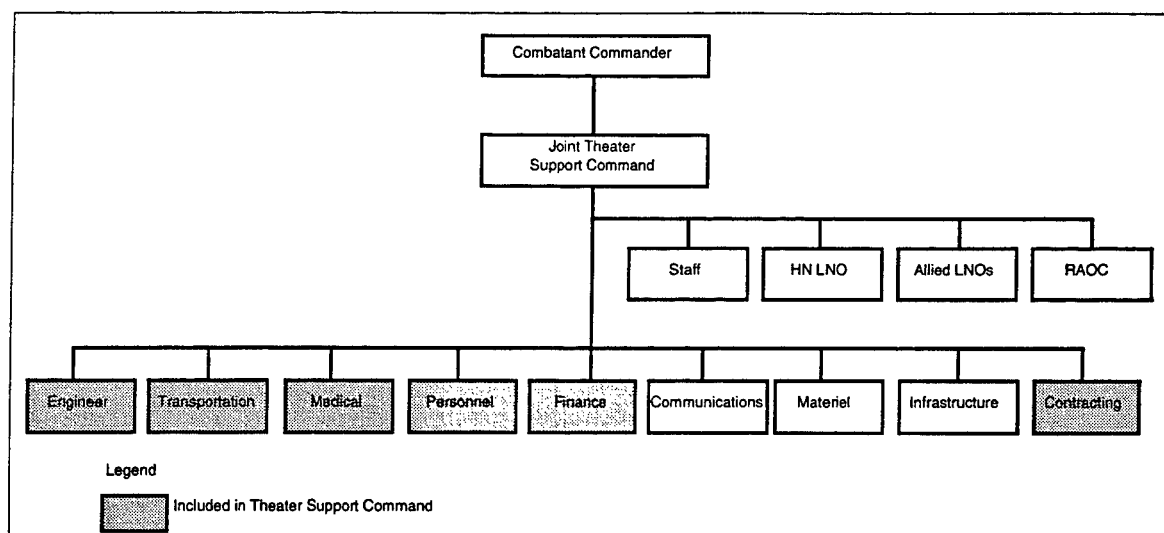 Combatant Commander
Joint Theater
Support Command
Staff
HN LNO
Allied LNOs
RAOC
Engineer
Transportation
Medical
Personnel
Finance
Communications
Materiel
Infrastructure
Contracting
Legend
Included in Theater Support Command